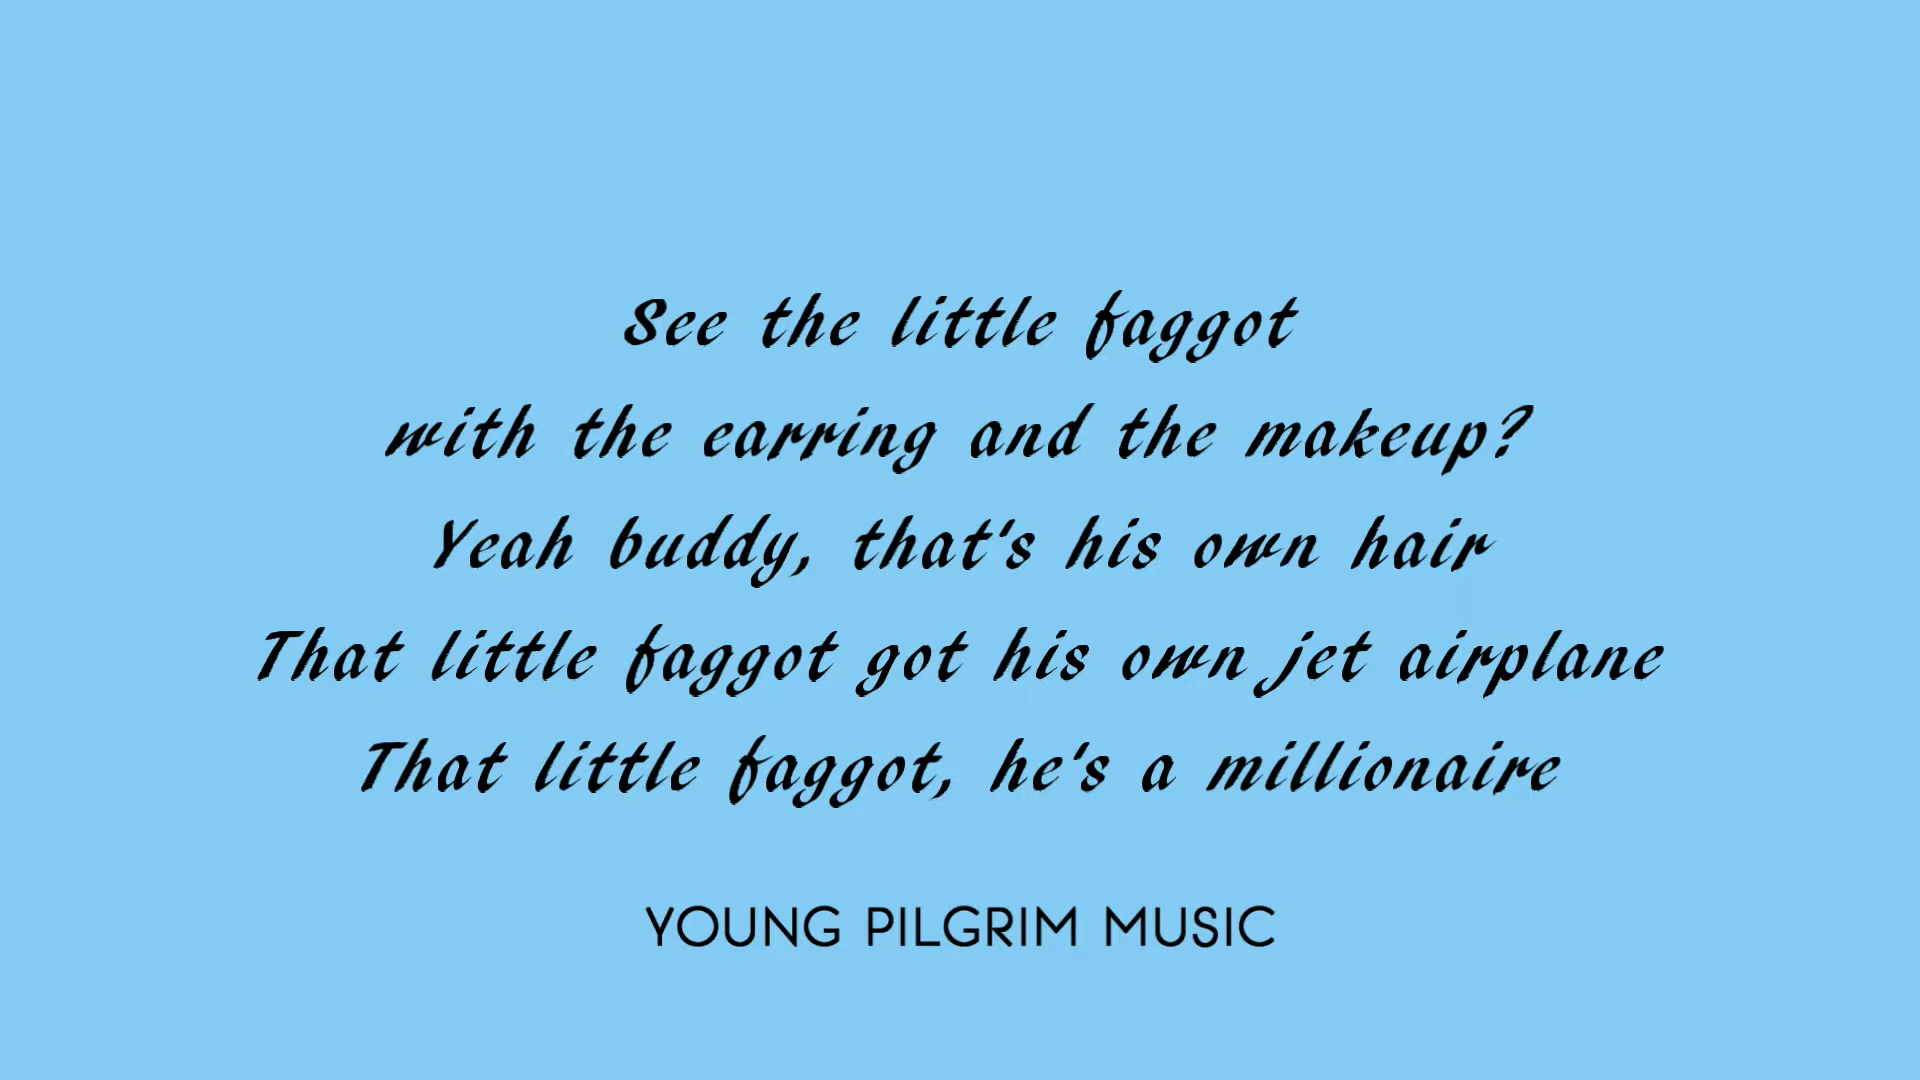 See the little faggot
with the earring and the makeup?
Yeah buddy, that's his own hair
That little faggot got his own jet airplane
That little faggot, he's a millionaire
YOUNG PILGRIM MUSIC